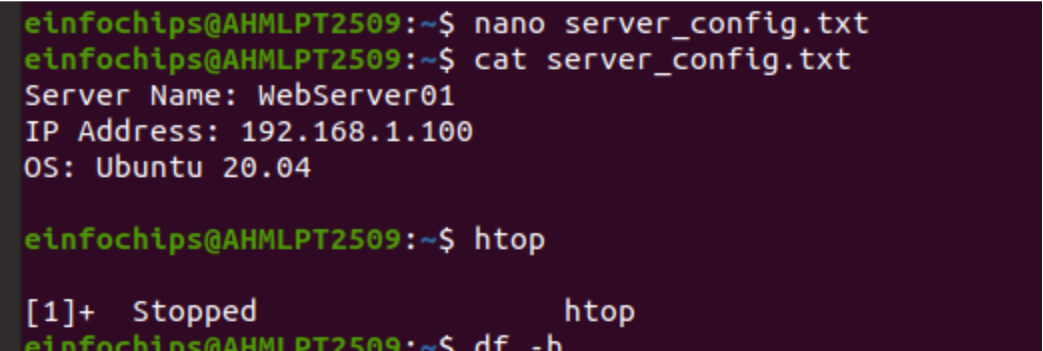 einfochips@AHMLPT2509:~$ nano server_config.txt
einfochips@AHMLPT2509:~$ cat server_config.txt
Server Name: WebServer01
IP Address: 192.168.1.100
OS: Ubuntu 20.04
einfochips@AHMLPT2509:~$ htop
[1]+  Stopped                 htop
einfochips@AHMLPT2509:~$ df -h